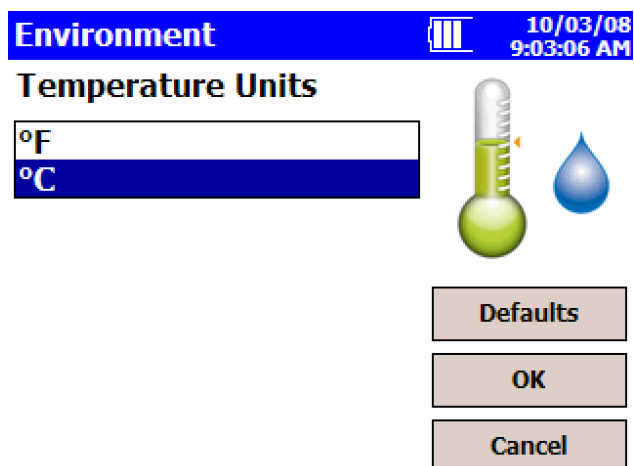 Environment
10/03/08
9:03:06 AM
Temperature Units
°F
°C
Defaults
OK
Cancel